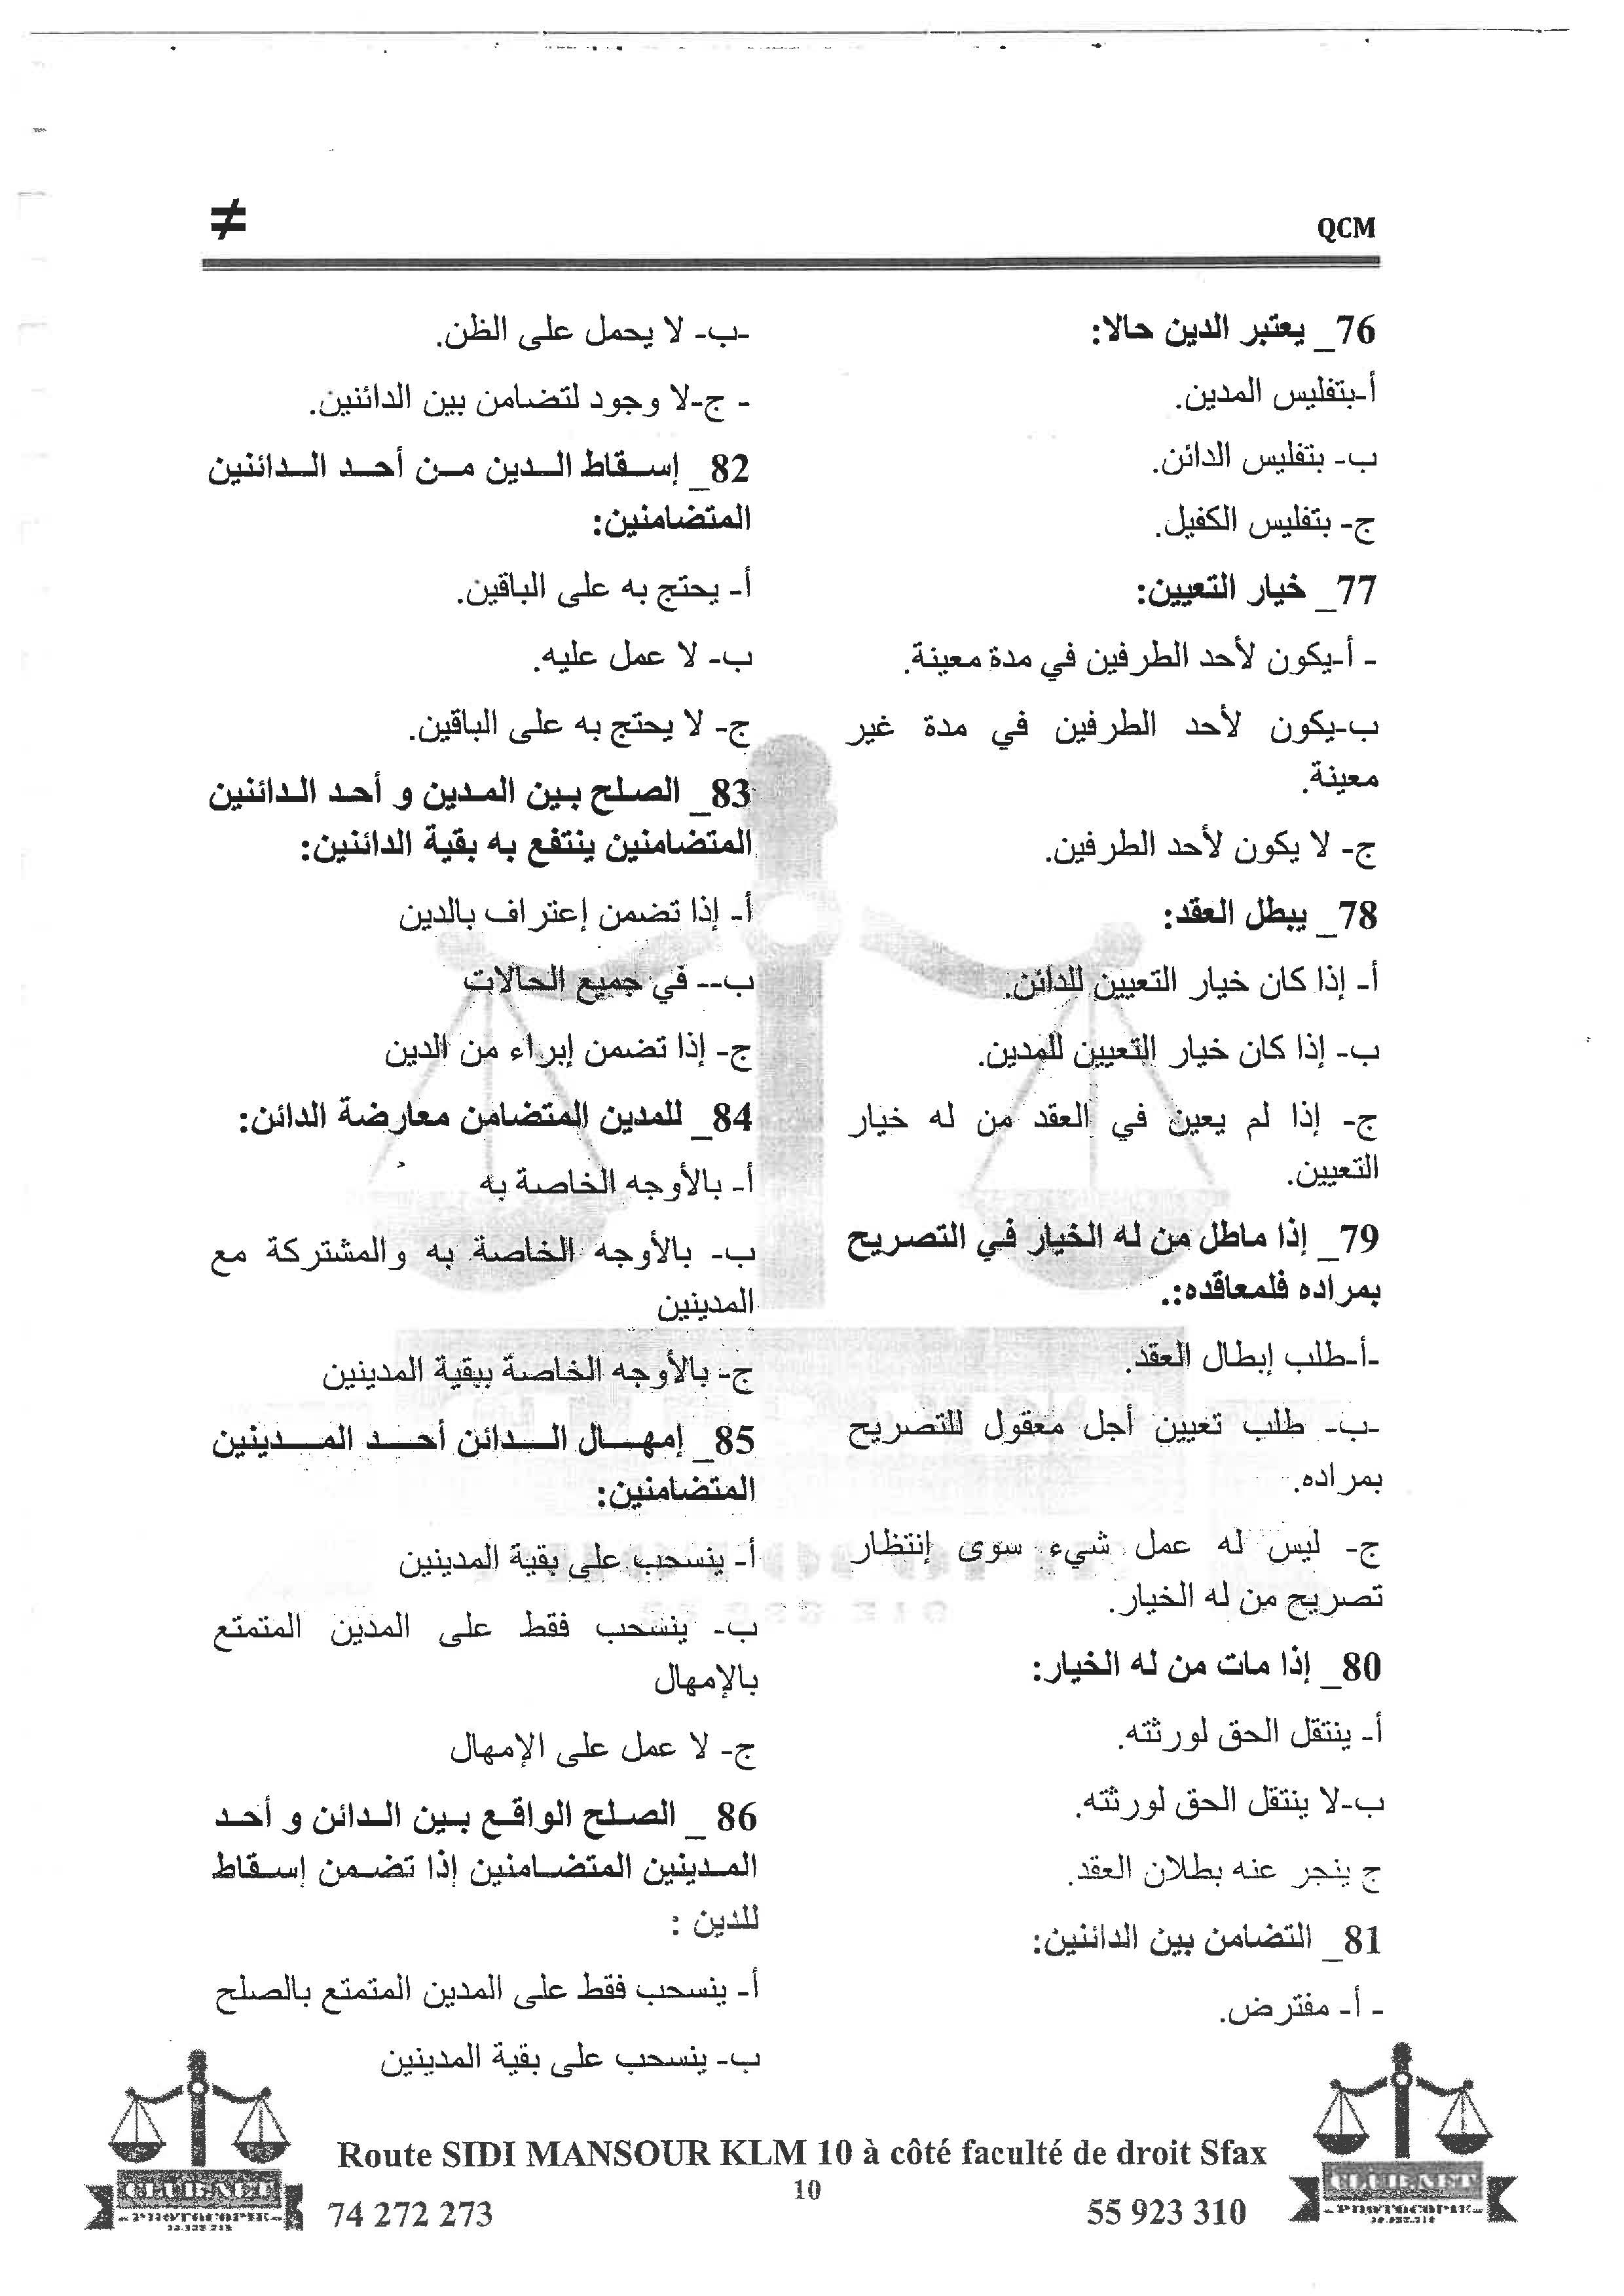 QCM
≠
76_ يعتبر الدين حالا:
أ-بتفليس المدين.
ب- بتفليس الدائن.
ج- بتفليس الكفيل.
77_ خيار التعيين:
- أ-يكون لأحد الطرفين في مدة معينة.
ب-يكون لأحد الطرفين في مدة غير
معينة.
ج- لا يكون لأحد الطرفين.
78_ يبطل العقد:
أ- إذا كان خيار التعيين للدائن.
ب- إذا كان خيار التعيين للمدين.
ج- إذا لم يعين في العقد من له خيار
التعيين.
79_ إذا ماطل من له الخيار في التصريح
بمراده فلمعاقده:.
-أ-طلب إبطال العقد.
-ب- طلب تعيين أجل معقول للتصريح
بمراده.
ج- ليس له عمل شيء سوى إنتظار
تصريح من له الخيار.
80_ إذا مات من له الخيار:
أ- ينتقل الحق لورثته.
ب-لا ينتقل الحق لورثته.
ج ينجر عنه بطلان العقد.
81_ التضامن بين الدائنين:
- أ- مفترض.
-ب- لا يحمل على الظن.
- ج-لا وجود لتضامن بين الدائنين.
82_ إسقاط الدين من أحد الدائنين
المتضامنين:
أ- يحتج به على الباقين.
ب- لا عمل عليه.
ج- لا يحتج به على الباقين.
83_ الصلح بين المدين و أحد الدائنين
المتضامنين ينتفع به بقية الدائنين:
أ- إذا تضمن إعتراف بالدين
ب-- في جميع الحالات
ج- إذا تضمن إبراء من الدين
84_ للمدين المتضامن معارضة الدائن:
أ- بالأوجه الخاصة به
ب- بالأوجه الخاصة به والمشتركة مع
المدينين
ج- بالأوجه الخاصة ببقية المدينين
85_ إمهال الدائن أحد المدينين
المتضامنين:
أ- ينسحب على بقية المدينين
ب- ينسحب فقط على المدين المتمتع
بالإمهال
ج- لا عمل على الإمهال
86 _ الصلح الواقع بين الدائن و أحد
المدينين المتضامنين إذا تضمن إسقاط
للدين :
أ- ينسحب فقط على المدين المتمتع بالصلح
ب- ينسحب على بقية المدينين
Route SIDI MANSOUR KLM 10 à côté faculté de droit Sfax
10
74 272 273
55 923 310
CLUB.NET
PHOTOCOPIE
CLUB.NET
PHOTOCOPIE